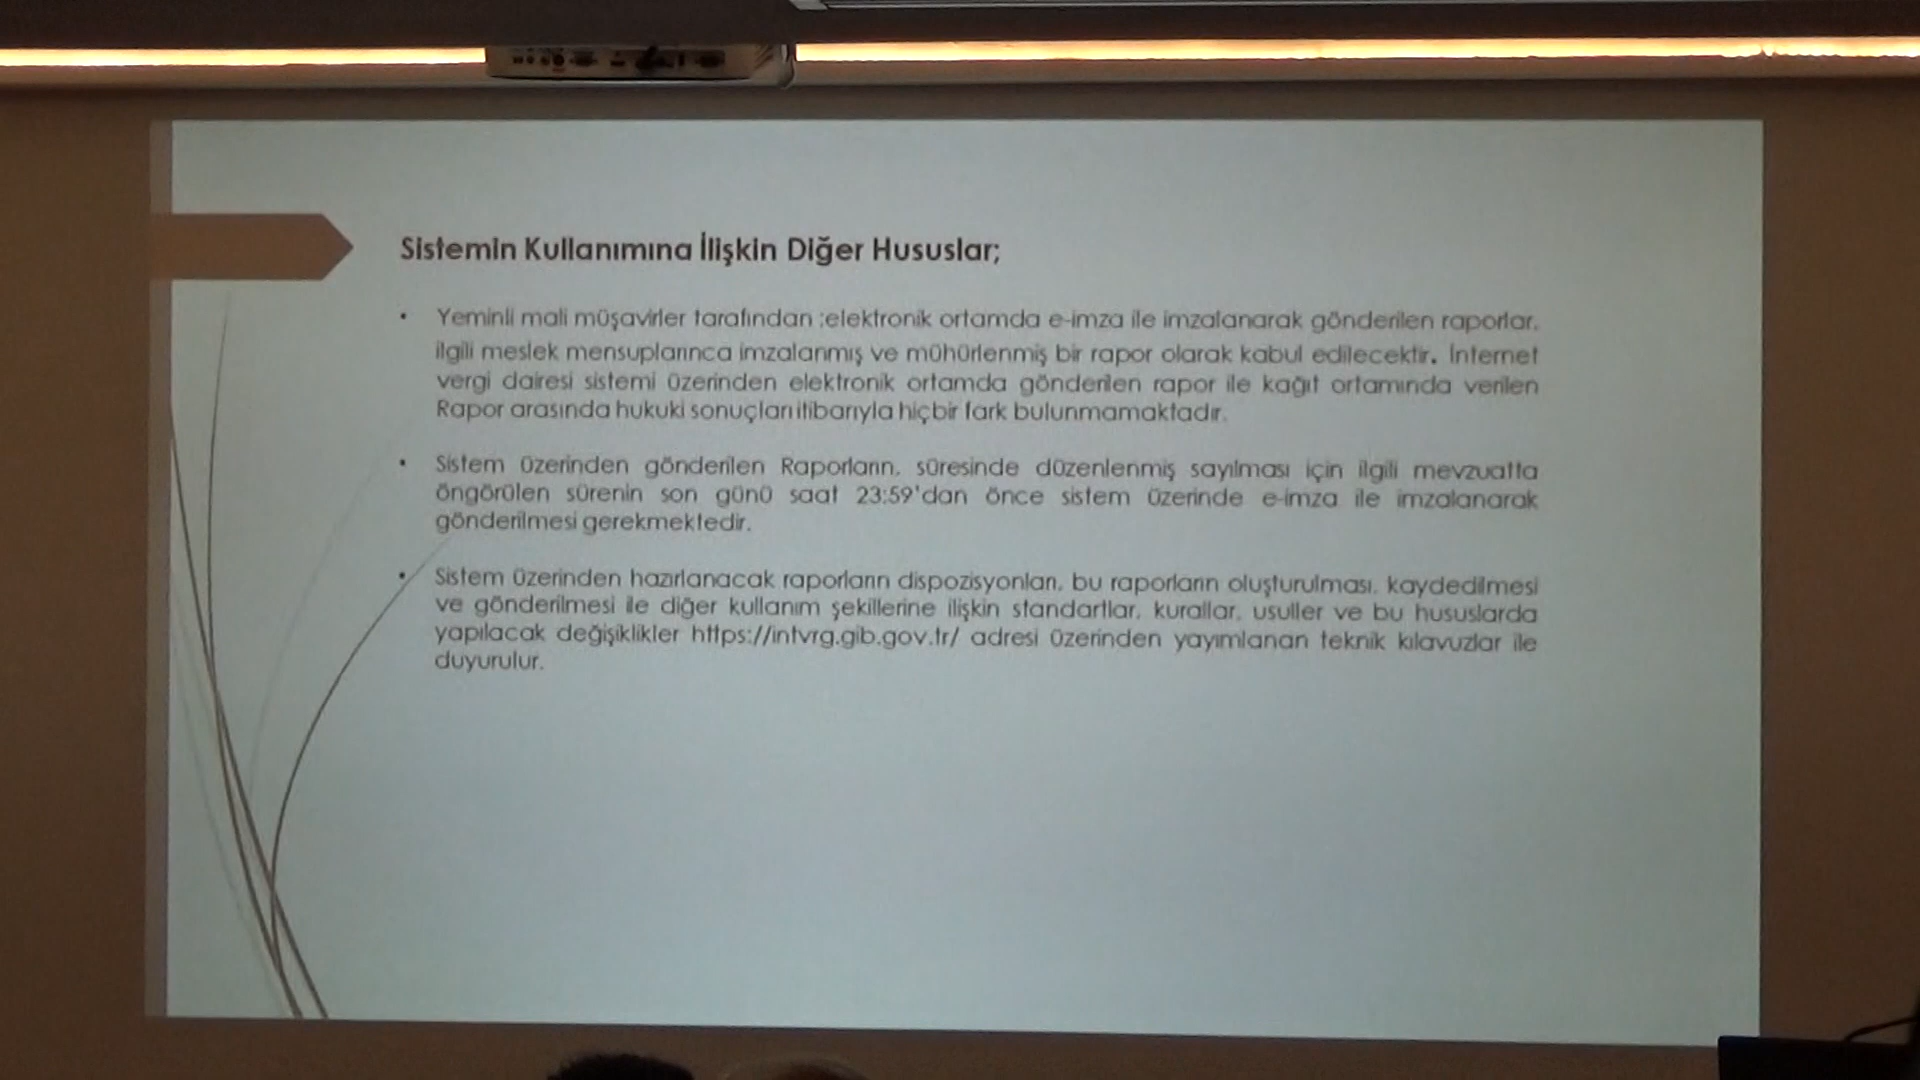 Sistemin Kullanımına İlişkin Diğer Hususlar;
• Yeminli mali müşavirler tarafından ;elektronik ortamda e-imza ile imzalanarak gönderilen raporlar,
ilgili meslek mensuplarınca imzalanmış ve mühürlenmiş bir rapor olarak kabul edilecektir. İnternet
vergi dairesi sistemi üzerinden elektronik ortamda gönderilen rapor ile kağıt ortamında verilen
Rapor arasında hukuki sonuçları itibarıyla hiçbir fark bulunmamaktadır.
• Sistem üzerinden gönderilen Raporların, süresinde düzenlenmiş sayılması için ilgili mevzuatta
öngörülen sürenin son günü saat 23:59'dan önce sistem üzerinde e-imza ile imzalanarak
gönderilmesi gerekmektedir.
• Sistem üzerinden hazırlanacak raporların dispozisyonları, bu raporların oluşturulması, kaydedilmesi
ve gönderilmesi ile diğer kullanım şekillerine ilişkin standartlar, kurallar, usuller ve bu hususlarda
yapılacak değişiklikler https://intvrg.gib.gov.tr/ adresi üzerinden yayımlanan teknik kılavuzlar ile
duyurulur.